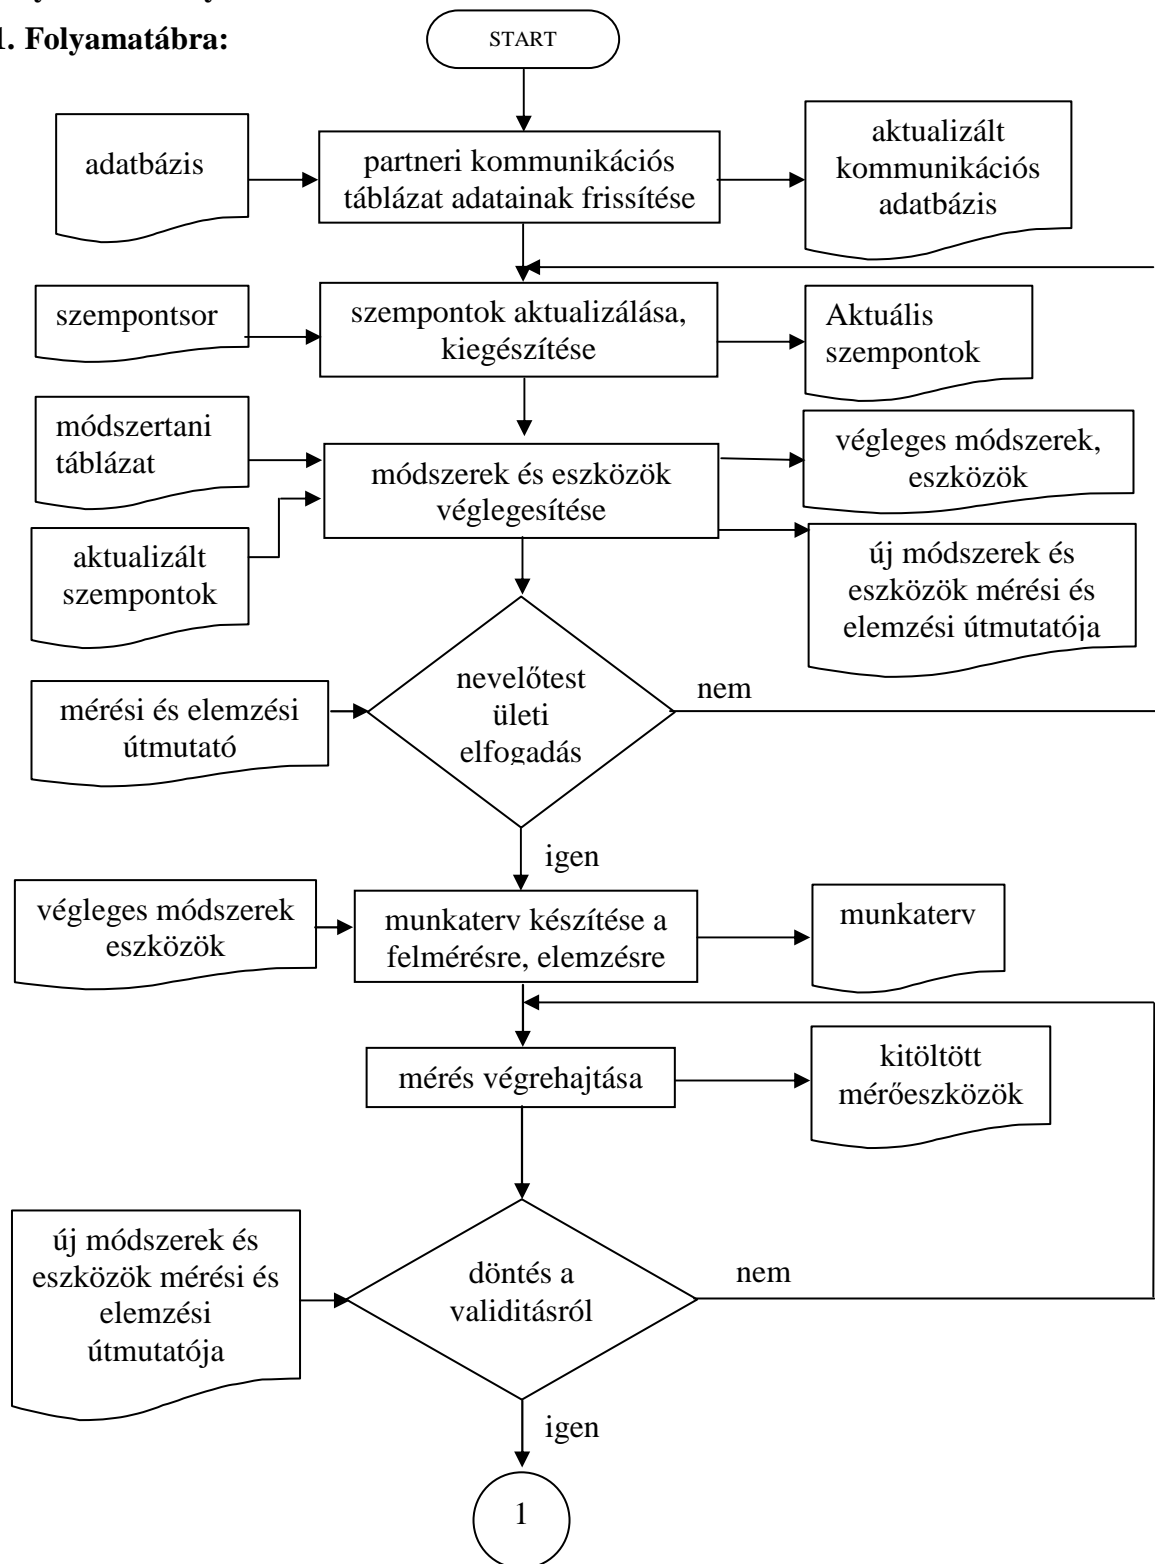 1. Folyamatábra:
START
adatbázis
partneri kommunikációs
táblázat adatainak frissítése
aktualizált
kommunikációs
adatbázis
szempontsor
szempontok aktualizálása,
kiegészítése
Aktuális
szempontok
módszertani
táblázat
módszerek és eszközök
véglegesítése
végleges módszerek,
eszközök
aktualizált
szempontok
új módszerek és
eszközök mérési és
elemzési útmutatója
mérési és elemzési
útmutató
nevelőtest
ületi
elfogadás
nem
igen
végleges módszerek
eszközök
munkaterv készítése a
felmérésre, elemzésre
munkaterv
mérés végrehajtása
kitöltött
mérőeszközök
új módszerek és
eszközök mérési és
elemzési
útmutatója
döntés a
validitásról
nem
igen
1